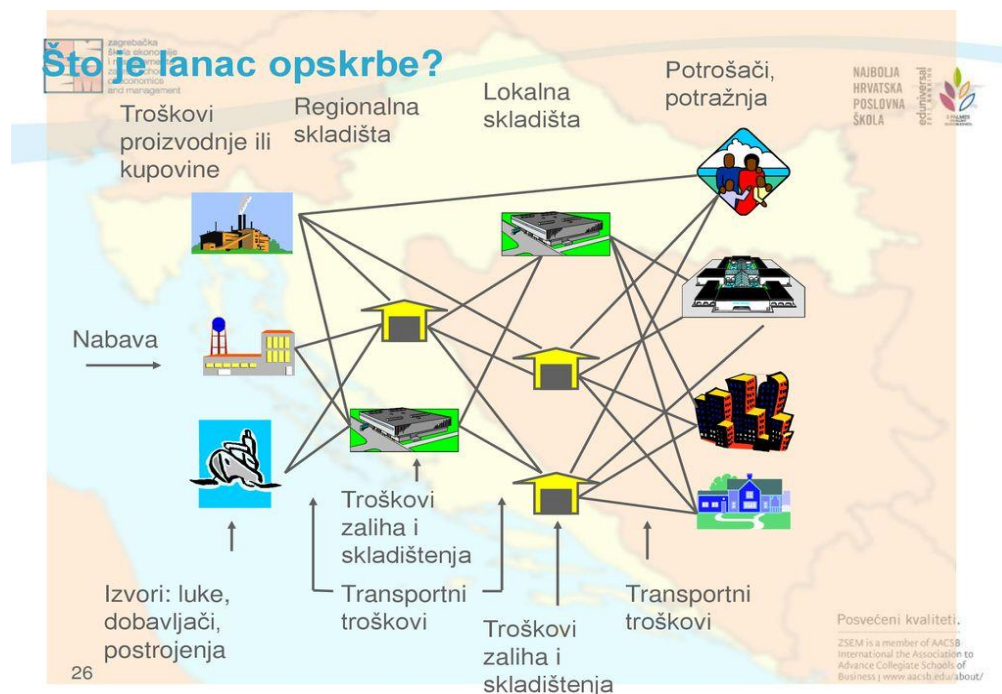 Što je lanac opskrbe?
zagrebačka
škola ekonomije
and management
Potrošači,
potražnja
NAJBOLJA
HRVATSKA
POSLOVNA
ŠKOLA
eduniversal
Troškovi
proizvodnje ili
kupovine
Regionalna
skladišta
Lokalna
skladišta
Nabava
Troškovi
zaliha i
skladištenja
Izvori: luke,
dobavljači,
postrojenja
Transportni
troškovi
Troškovi
zaliha i
skladištenja
Transportni
troškovi
Posvećeni kvaliteti.
ZSEM is a member of AACSB
International the Association to
Advance Collegiate Schools of
Business | www.aacsb.edu/about/
26